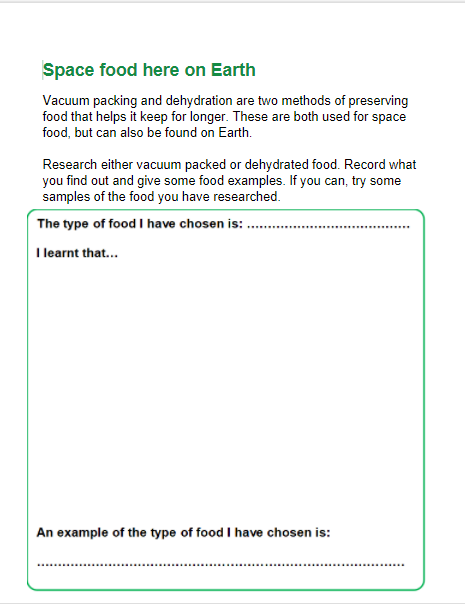 Space food here on Earth
Vacuum packing and dehydration are two methods of preserving
food that helps it keep for longer. These are both used for space
food, but can also be found on Earth.
Research either vacuum packed or dehydrated food. Record what
you find out and give some food examples. If you can, try some
samples of the food you have researched.
The type of food I have chosen is: .......................................
I learnt that...
An example of the type of food I have chosen is:
........................................................................................